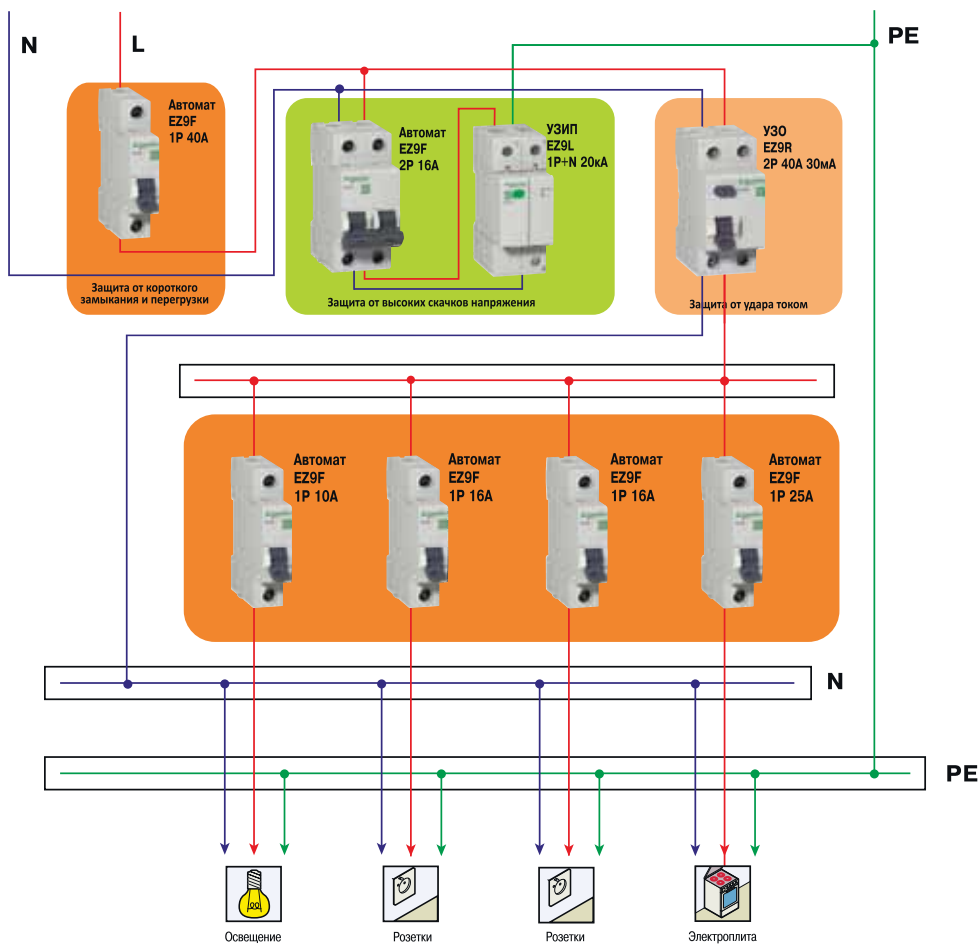 N
L
PE
Автомат
EZ9F
1P 40A
Автомат
EZ9F
2P 16A
УЗИП
EZ9L
1P+N 20кА
УЗО
EZ9R
2P 40A 30мА
Защита от короткого
замыкания и перегрузки
Защита от высоких скачков напряжения
Защита от удара током
Автомат
EZ9F
1P 10A
Автомат
EZ9F
1P 16A
Автомат
EZ9F
1P 16A
Автомат
EZ9F
1P 25A
N
PE
Освещение
Розетки
Розетки
Электроплита